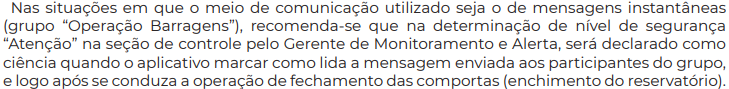 Nas situações em que o meio de comunicação utilizado seja o de mensagens instantâneas
(grupo “Operação Barragens”), recomenda-se que na determinação de nível de segurança
“Atenção” na seção de controle pelo Gerente de Monitoramento e Alerta, será declarado como
ciência quando o aplicativo marcar como lida a mensagem enviada aos participantes do grupo,
e logo após se conduza a operação de fechamento das comportas (enchimento do reservatório).